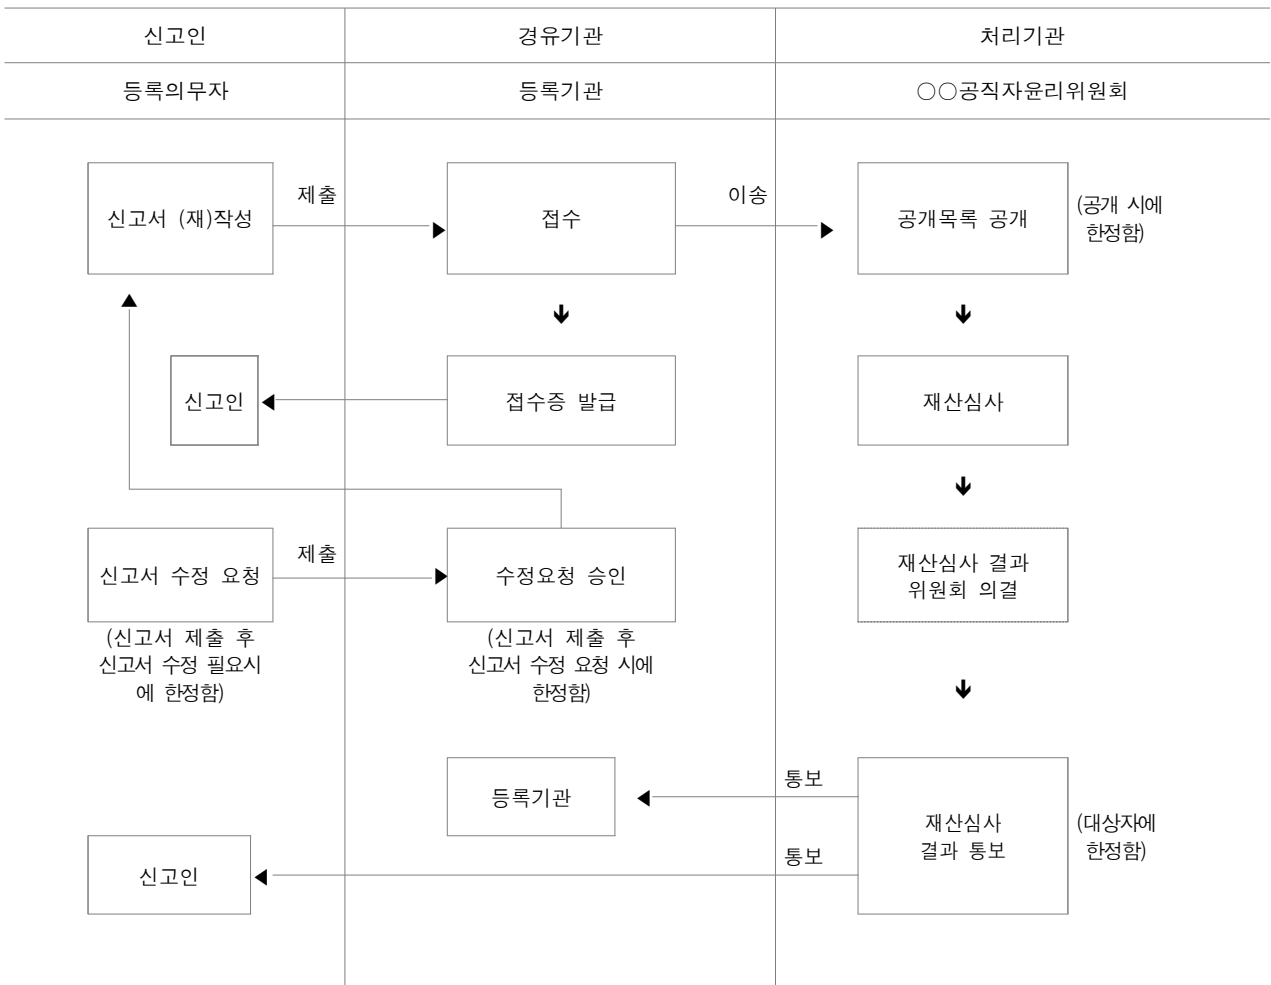 신고인
경유기관
처리기관
등록의무자
등록기관
○○공직자윤리위원회
신고서 (재)작성
제출
접수
이송
공개목록 공개
(공개 시에
한정함)
신고인
접수증 발급
재산심사
신고서 수정 요청
제출
수정요청 승인
재산심사 결과
위원회 의결
(신고서 제출 후
신고서 수정 필요시
에 한정함)
(신고서 제출 후
신고서 수정 요청 시에
한정함)
등록기관
통보
재산심사
결과 통보
(대상자에
한정함)
신고인
통보